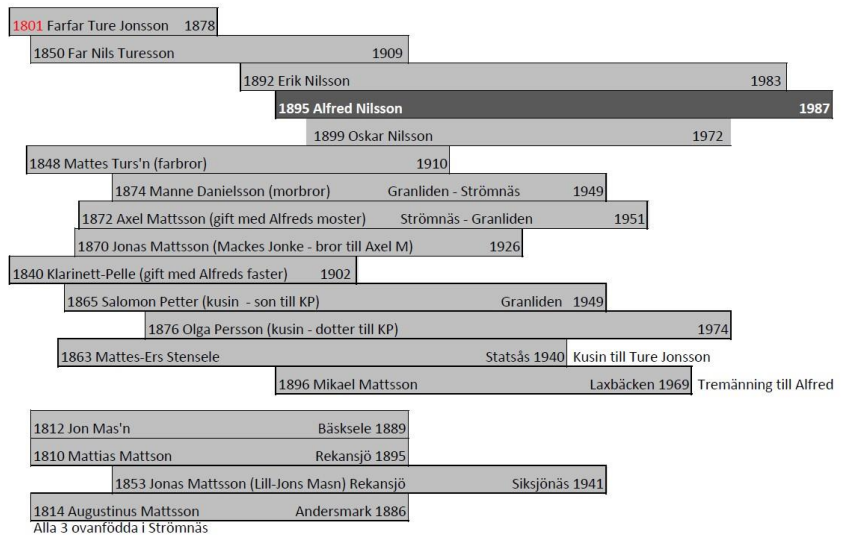 1801 Farfar Ture Jonsson 1878
1850 Far Nils Turesson 1909
1892 Erik Nilsson 1983
1895 Alfred Nilsson 1987
1899 Oskar Nilsson 1972
1848 Mattes Turs'n (farbror) 1910
1874 Manne Danielsson (morbror) Granliden - Strömnäs 1949
1872 Axel Mattsson (gift med Alfreds moster) Strömnäs - Granliden 1951
1870 Jonas Mattsson (Mackes Jonke - bror till Axel M) 1926
1840 Klarinett-Pelle (gift med Alfreds faster) 1902
1865 Salomon Petter (kusin - son till KP) Granliden 1949
1876 Olga Persson (kusin - dotter till KP) 1974
1863 Mattes-Ers Stensele Statsås 1940 Kusin till Ture Jonsson
1896 Mikael Mattsson Laxbäcken 1969 Tremänning till Alfred
1812 Jon Mas'n Bäsksele 1889
1810 Mattias Mattson Rekansjö 1895
1853 Jonas Mattsson (Lill-Jons Masn) Rekansjö Siksjönäs 1941
1814 Augustinus Mattsson Andersmark 1886
Alla 3 ovanfödda i Strömnäs